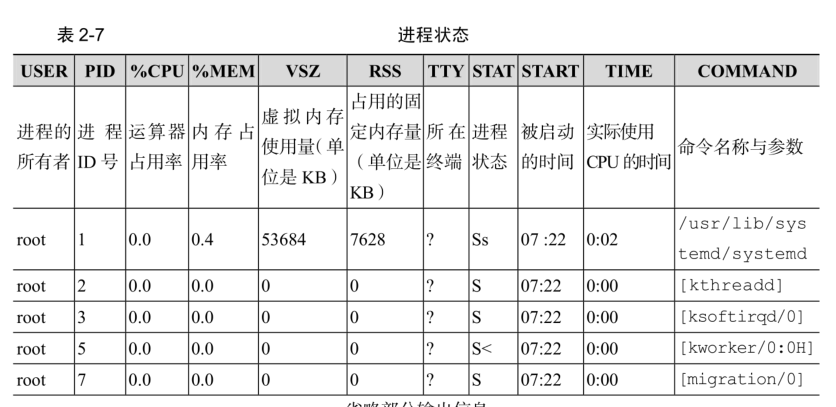 表 2-7 进程状态
USER PID %CPU %MEM VSZ RSS TTY STAT START TIME COMMAND
进程的所有者 进程ID号 运算器占用率 内存占用率 虚拟内存使用量(单位是KB) 占用的固定内存量(单位是KB) 所在终端 进程状态 被启动的时间 实际使用CPU的时间 命令名称与参数
root 1 0.0 0.4 53684 7628 ? Ss 07 :22 0:02 /usr/lib/systemd/systemd
root 2 0.0 0.0 0 0 ? S 07:22 0:00 [kthreadd]
root 3 0.0 0.0 0 0 ? S 07:22 0:00 [ksoftirqd/0]
root 5 0.0 0.0 0 0 ? S< 07:22 0:00 [kworker/0:0H]
root 7 0.0 0.0 0 0 ? S 07:22 0:00 [migration/0]